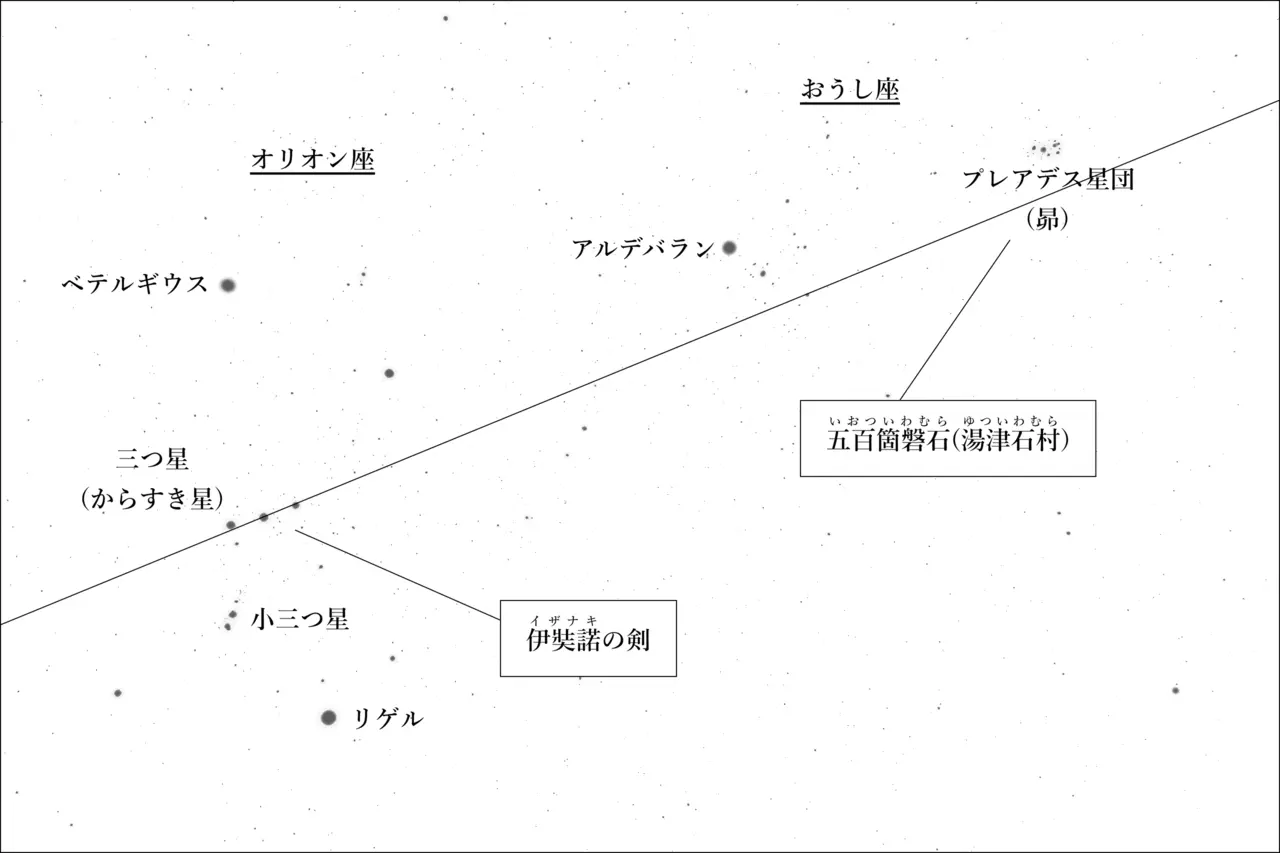 おうし座
オリオン座
プレアデス星団
(昴)
アルデバラン
ベテルギウス
いおついわむら ゆついわむら
五百箇磐石(湯津石村)
三つ星
(からすき星)
小三つ星
イザナキ
伊奘諾の剣
リゲル